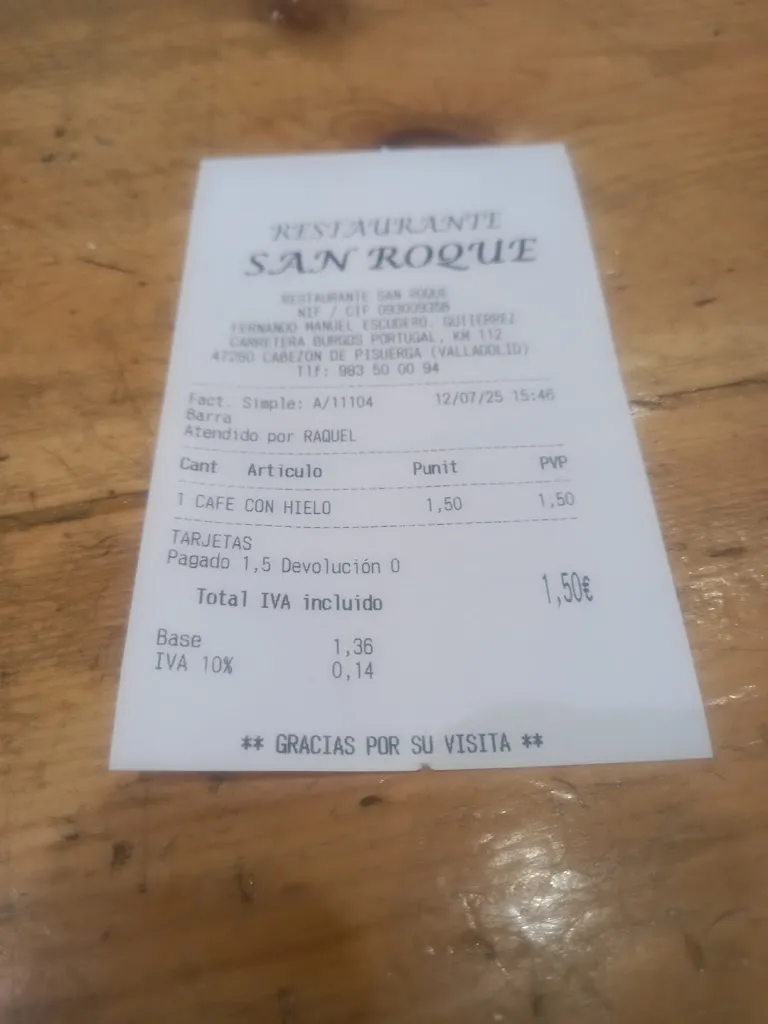 RESTAURANTE
SAN ROQUE
RESTAURANTE SAN ROQUE
NIF / CIF
FERNANDO MANUEL ESCUDERO. GUTIERREZ
CARRETERA BURGOS PORTUGAL, KM 112
47260 CABEZON DE PISUERGA (VALLADOLID)
Tlf: 983 50 00 94
Fact. Simple: A/11104 12/07/25 15:46
Barra
Atendido por RAQUEL
Cant Articulo Punit PVP
1 CAFE CON HIELO 1,50 1,50
TARJETAS
Pagado 1,5 Devolución 0
Total IVA incluido 1,50€
Base 1,36
IVA 10% 0,14
** GRACIAS POR SU VISITA **